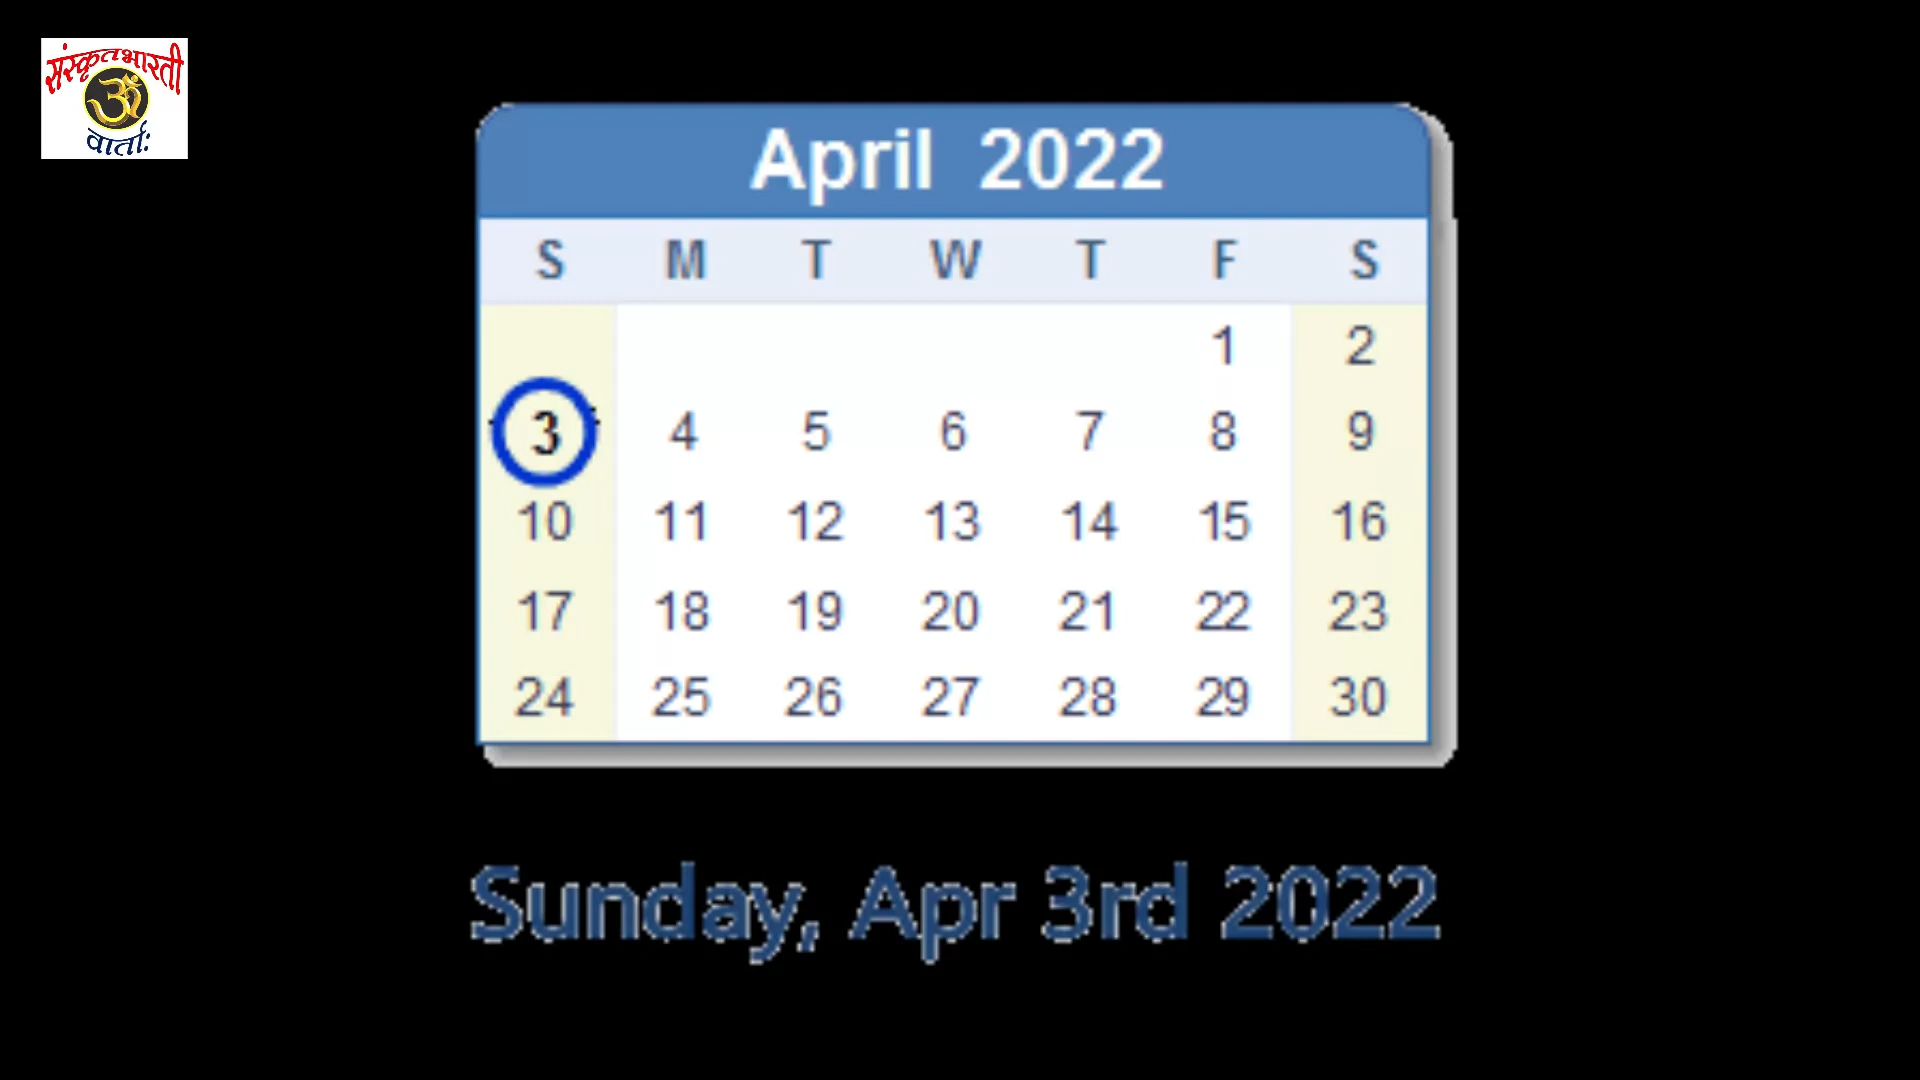 संस्कृतभारती
ॐ
वार्ताः
April 2022
S M T W T F S
1 2
3 4 5 6 7 8 9
10 11 12 13 14 15 16
17 18 19 20 21 22 23
24 25 26 27 28 29 30
Sunday, Apr 3rd 2022